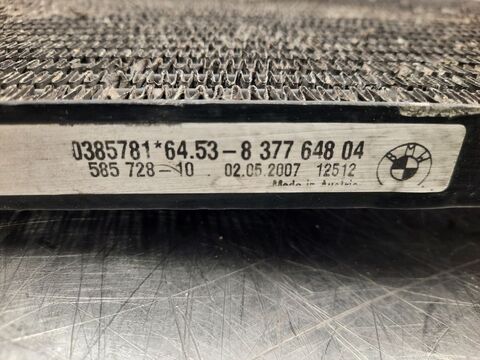 0385781*64.53-8 377 648 04
585 728-10 02.05.2007 12512
Made in Austria
BMW